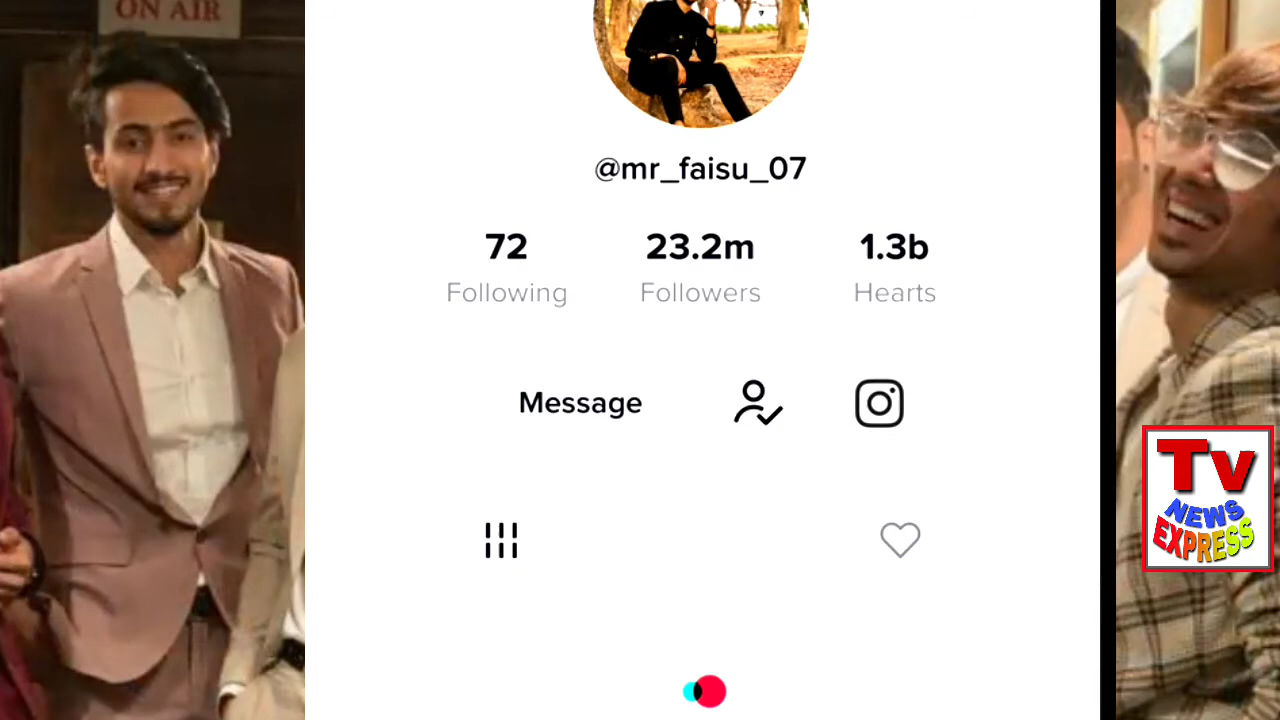 ON AIR
@mr_faisu_07
72 23.2m 1.3b
Following Followers Hearts
Message
Tv
NEWS
EXPRESS